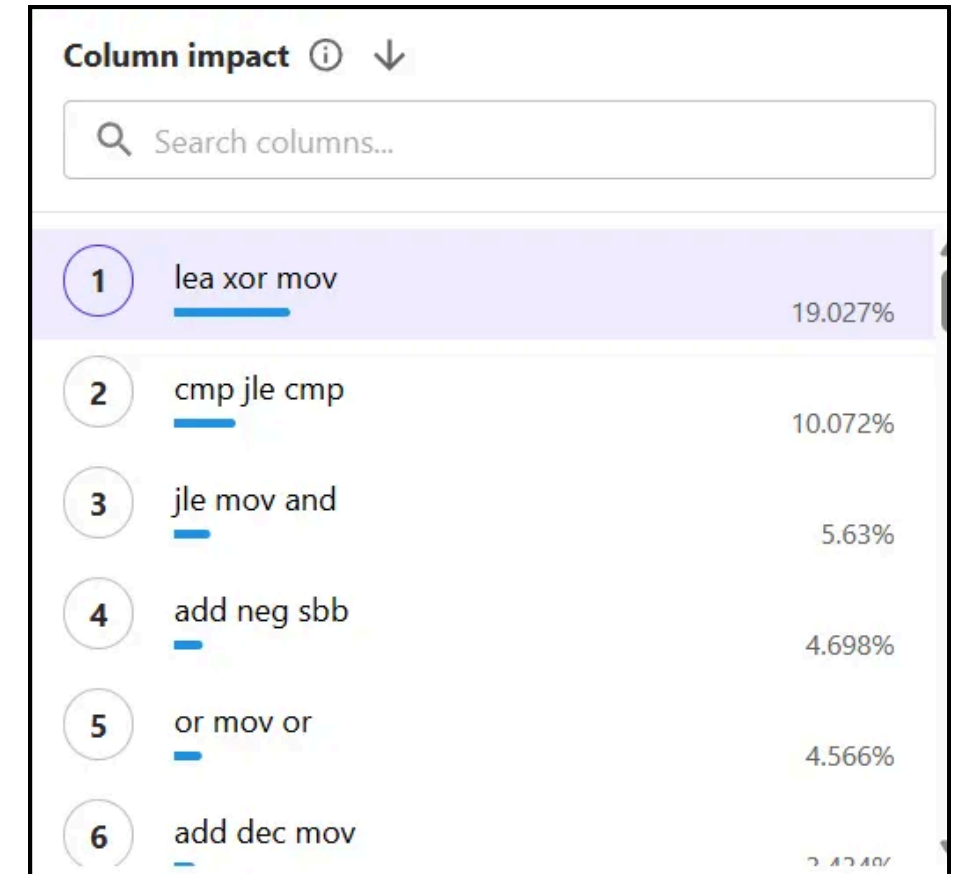 Column impact
Search columns...
1 lea xor mov
19.027%
2 cmp jle cmp
10.072%
3 jle mov and
5.63%
4 add neg sbb
4.698%
5 or mov or
4.566%
6 add dec mov